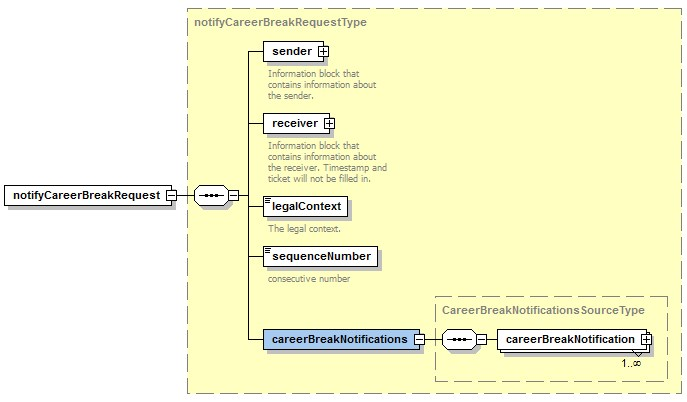 notifyCareerBreakRequestType
sender
Information block that
contains information about
the sender.
receiver
Information block that
contains information about
the receiver. Timestamp and
ticket will not be filled in.
notifyCareerBreakRequest
legalContext
The legal context.
sequenceNumber
consecutive number
CareerBreakNotificationsSourceType
careerBreakNotifications
careerBreakNotification
1..∞